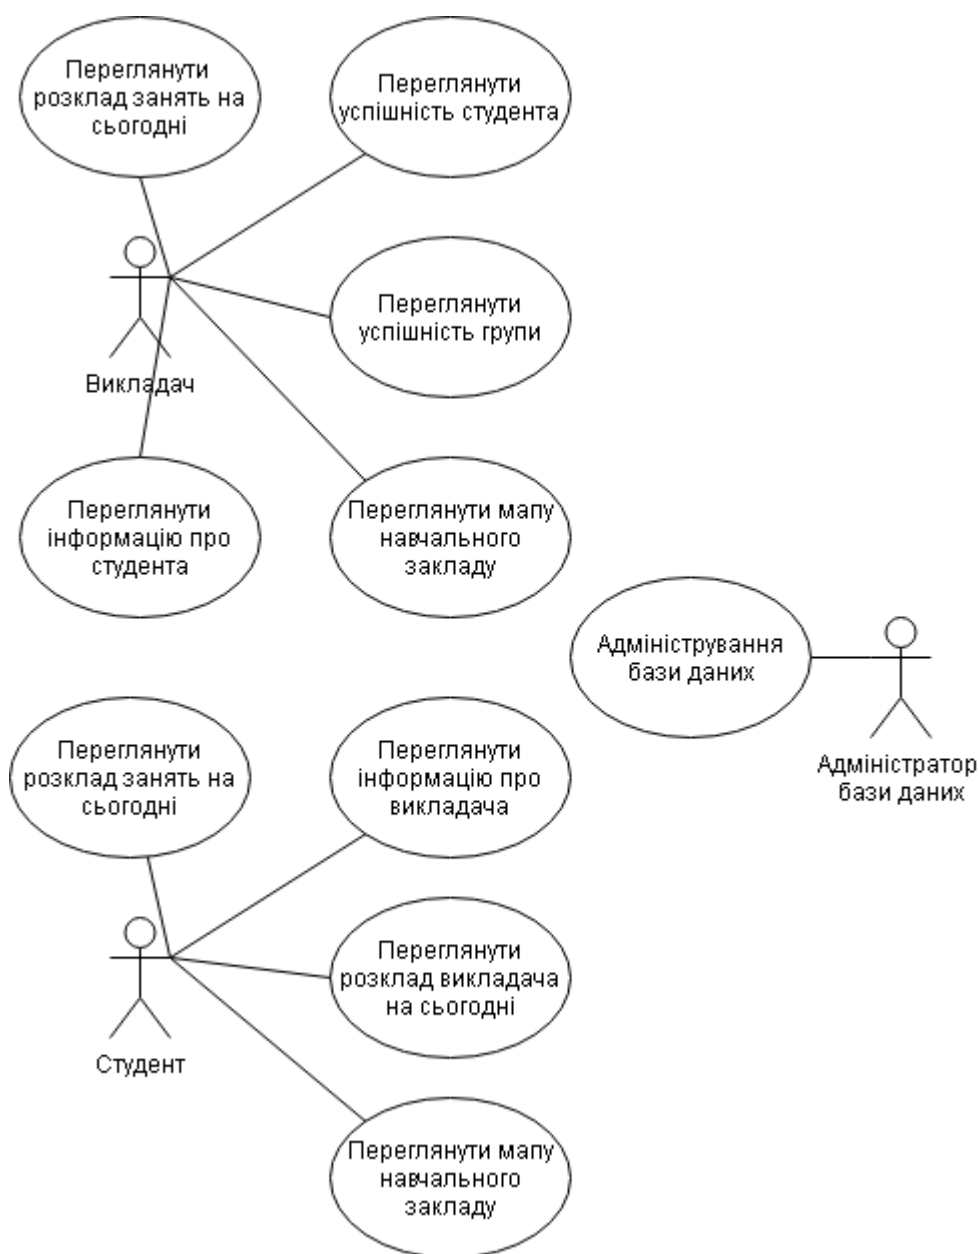 Переглянути
розклад занять на
сьогодні
Переглянути
успішність студента
Переглянути
успішність групи
Викладач
Переглянути
інформацію про
студента
Переглянути мапу
навчального
закладу
Адміністрування
бази даних
Адміністратор
бази даних
Переглянути
розклад занять на
сьогодні
Переглянути
інформацію про
викладача
Переглянути
розклад викладача
на сьогодні
Студент
Переглянути мапу
навчального
закладу